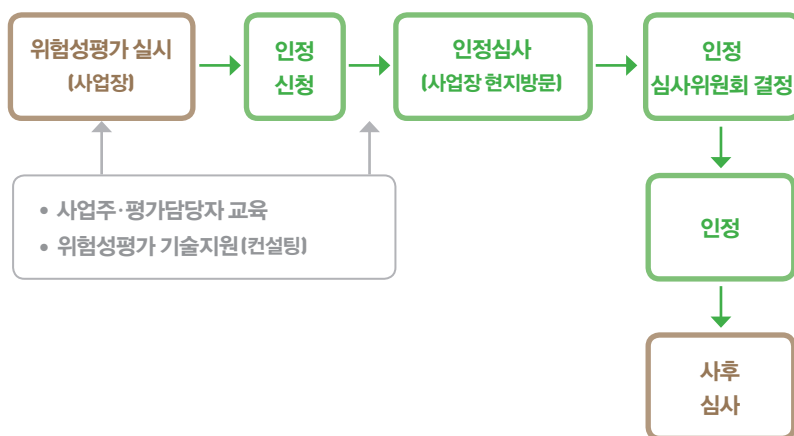 위험성평가 실시
(사업장)
인정
신청
인정심사
(사업장 현지방문)
인정
심사위원회 결정
• 사업주·평가담당자 교육
• 위험성평가 기술지원(컨설팅)
인정
사후
심사